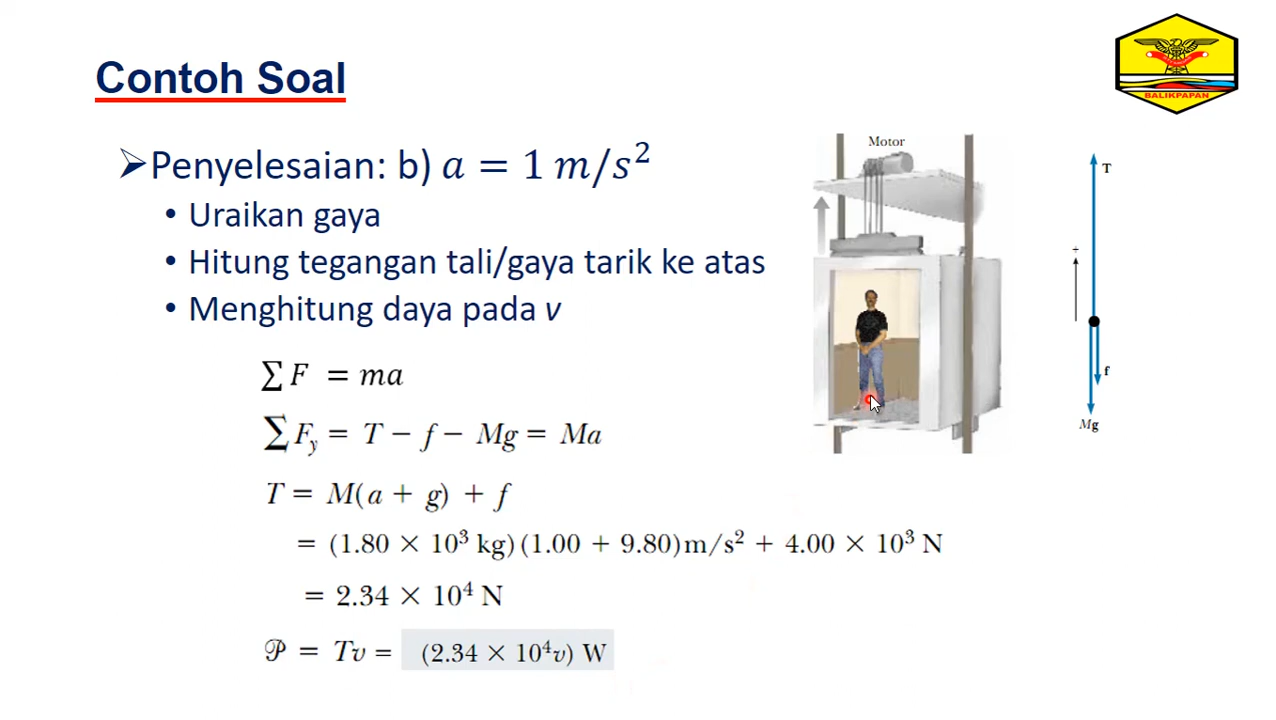 Contoh Soal
BALIKPAPAN
➢Penyelesaian: b) a = 1 m/s²
• Uraikan gaya
• Hitung tegangan tali/gaya tarik ke atas
• Menghitung daya pada v
∑ F = ma
∑ F_y = T − f − Mg = Ma
T = M(a + g) + f
= (1.80 × 10³ kg)(1.00 + 9.80)m/s² + 4.00 × 10³ N
= 2.34 × 10⁴ N
𝒫 = Tv = (2.34 × 10⁴v) W
Motor
T
+
f
Mg